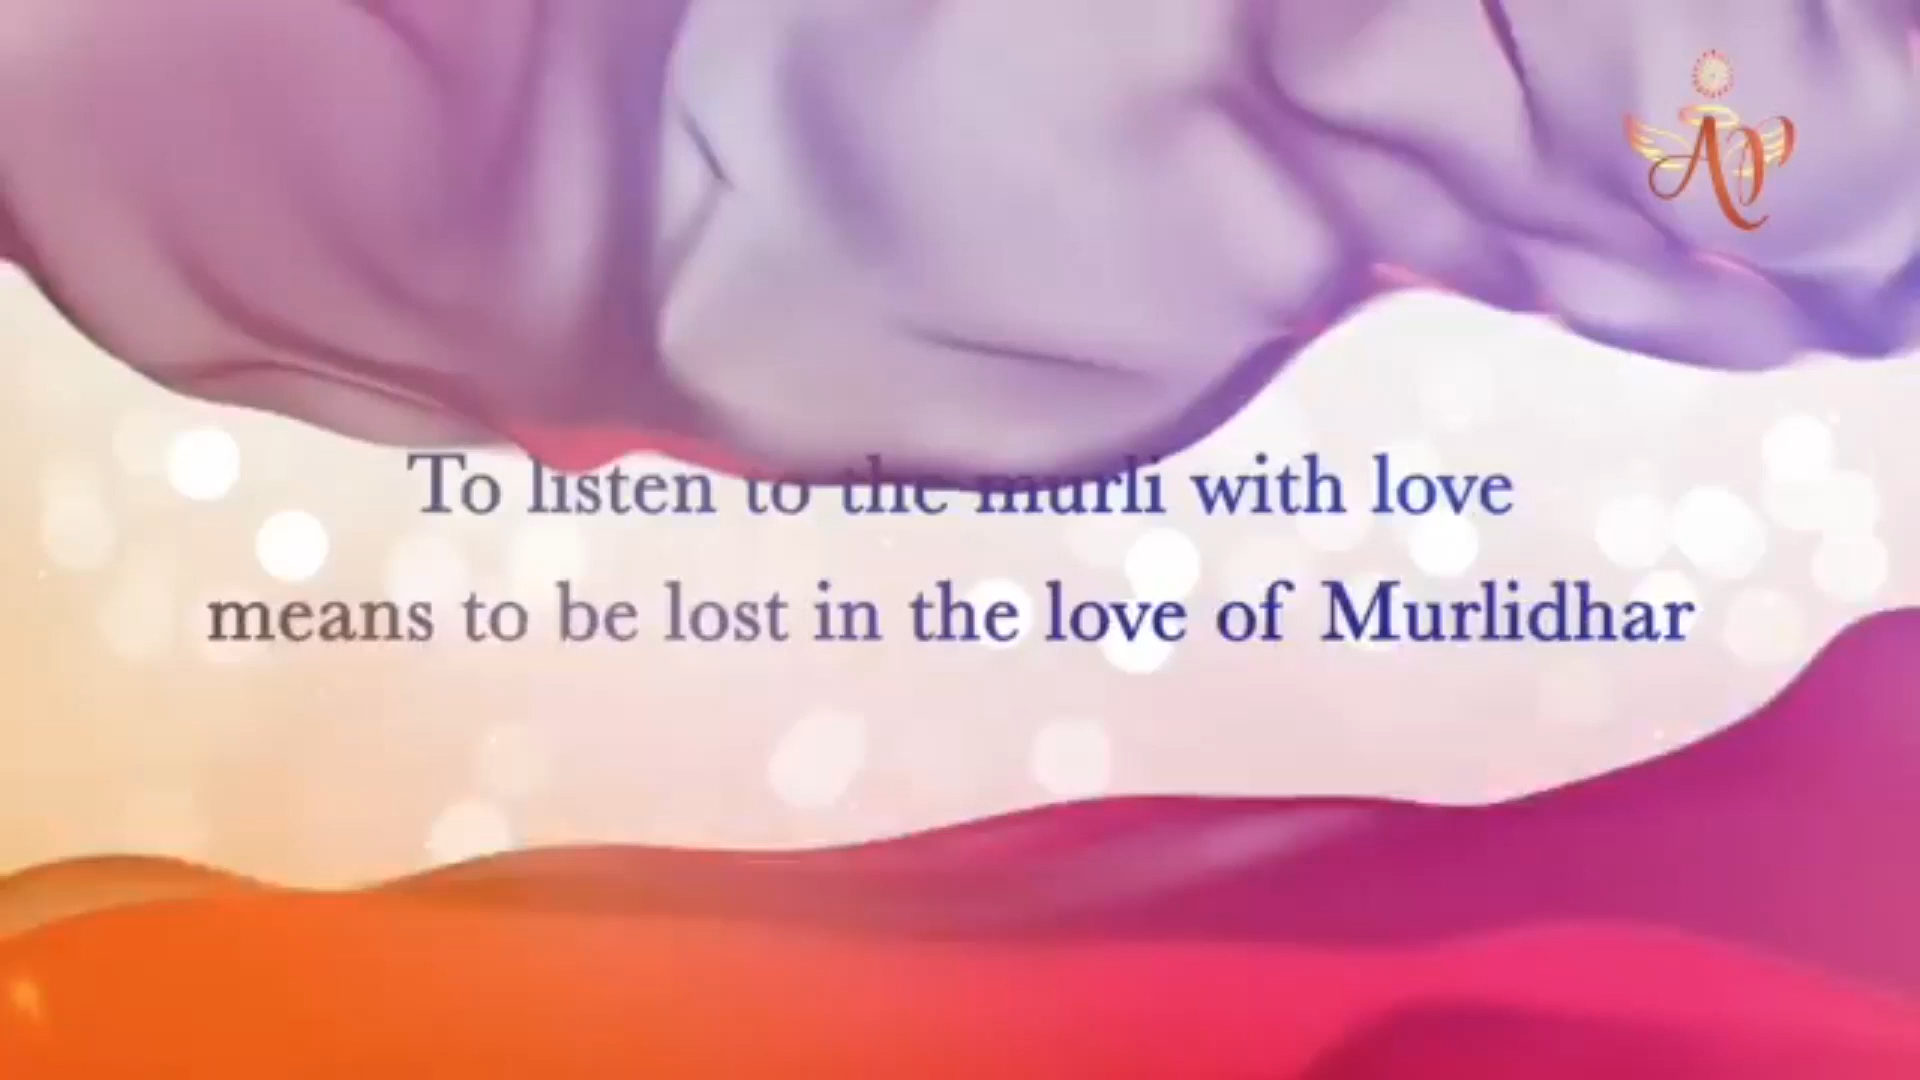 To listen to the murli with love
means to be lost in the love of Murlidhar